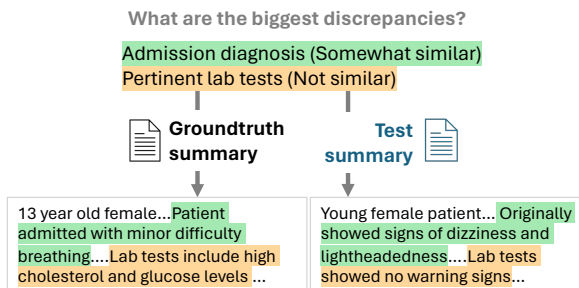 What are the biggest discrepancies?
Admission diagnosis (Somewhat similar)
Pertinent lab tests (Not similar)
Groundtruth
summary
Test
summary
13 year old female...Patient
admitted with minor difficulty
breathing....Lab tests include high
cholesterol and glucose levels ...
Young female patient... Originally
showed signs of dizziness and
lightheadedness....Lab tests
showed no warning signs...